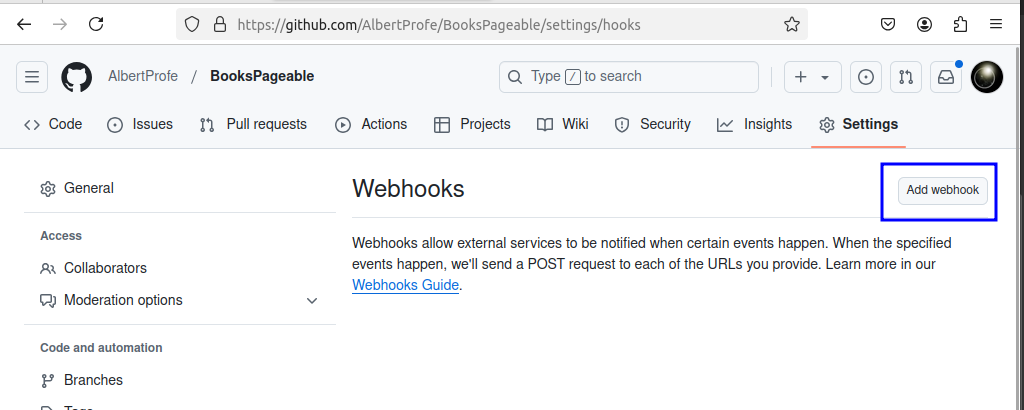 https://github.com/AlbertProfe/BooksPageable/settings/hooks
AlbertProfe / BooksPageable
Type / to search
Code Issues Pull requests Actions Projects Wiki Security Insights Settings
General
Access
Collaborators
Moderation options
Code and automation
Branches
Tags
Webhooks
Add webhook
Webhooks allow external services to be notified when certain events happen. When the specified
events happen, we'll send a POST request to each of the URLs you provide. Learn more in our
Webhooks Guide.